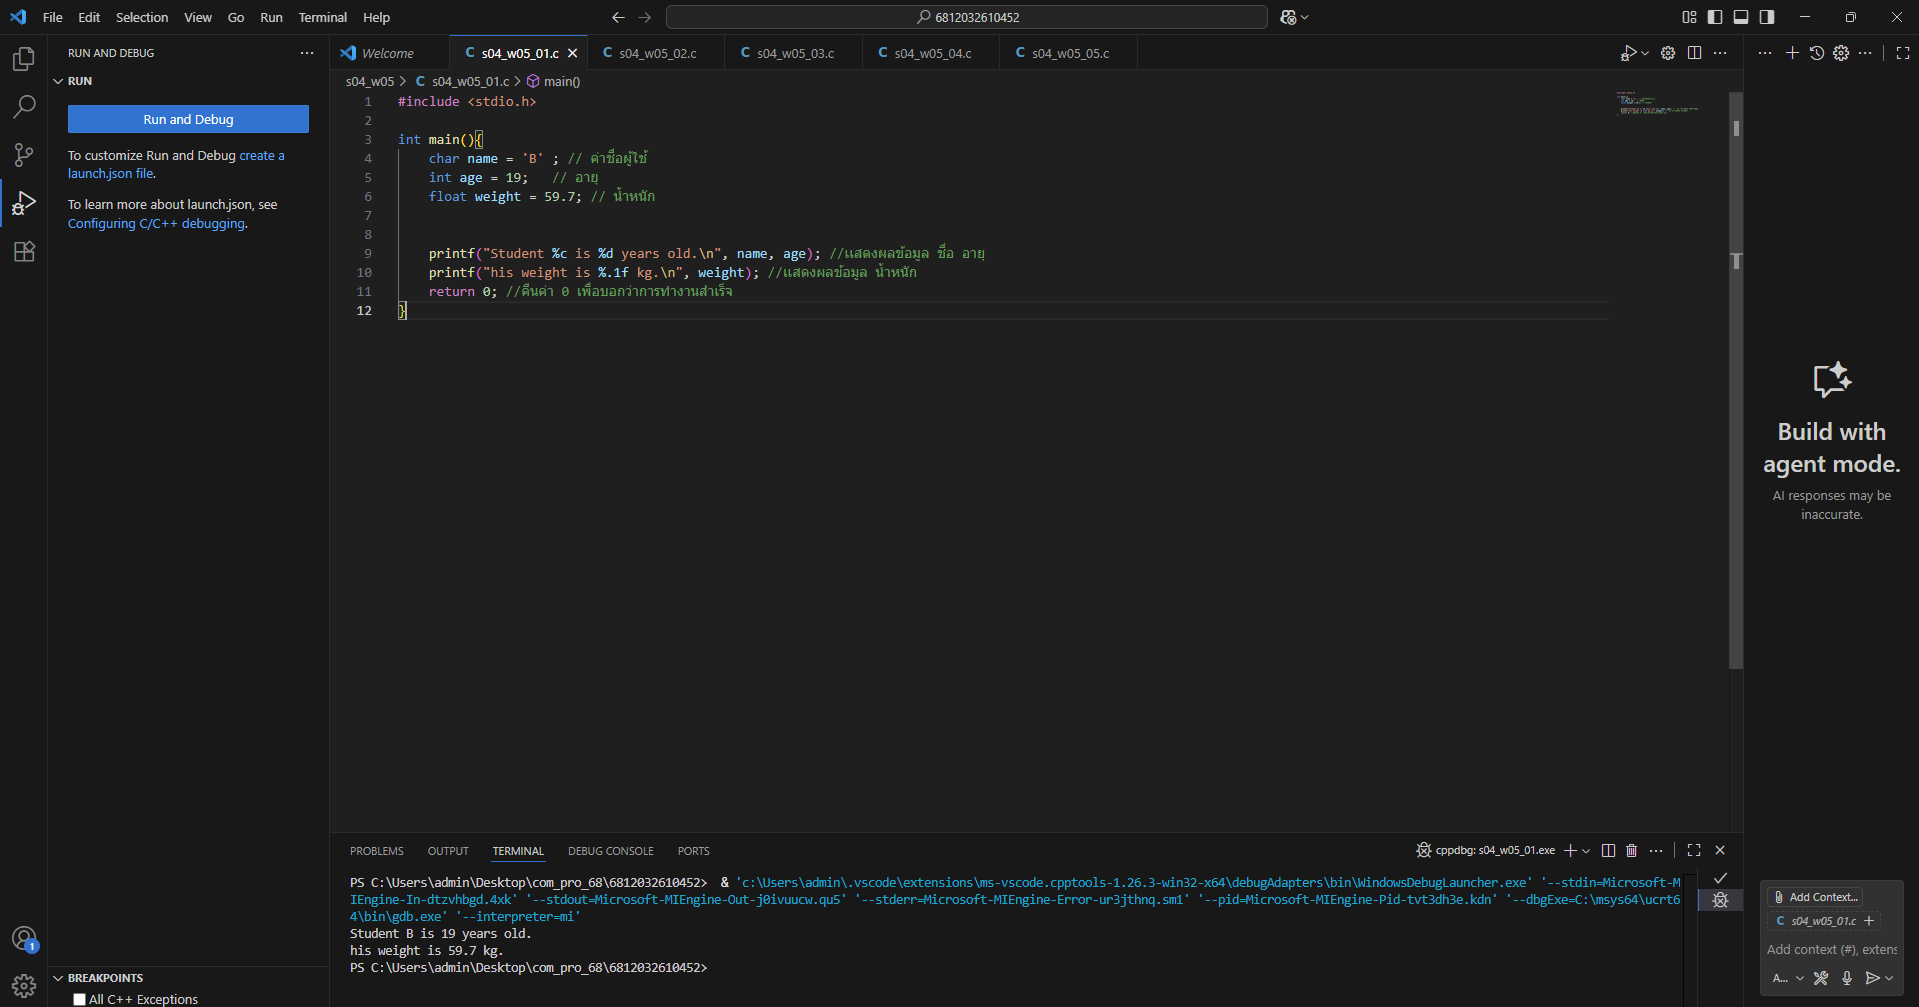 File Edit Selection View Go Run Terminal Help
6812032610452
RUN AND DEBUG
RUN
Run and Debug
To customize Run and Debug create a
launch.json file.
To learn more about launch.json, see
Configuring C/C++ debugging.
BREAKPOINTS
All C++ Exceptions
1
Welcome
C s04_w05_01.c
C s04_w05_02.c
C s04_w05_03.c
C s04_w05_04.c
C s04_w05_05.c
s04_w05 > C s04_w05_01.c > main()
1 #include <stdio.h>
2
3 int main(){
4 char name = 'B' ; // ค่าชื่อผู้ใช้
5 int age = 19; // อายุ
6 float weight = 59.7; // น้ำหนัก
7
8
9 printf("Student %c is %d years old.\n", name, age); //แสดงผลข้อมูล ชื่อ อายุ
10 printf("his weight is %.1f kg.\n", weight); //แสดงผลข้อมูล น้ำหนัก
11 return 0; //คืนค่า 0 เพื่อบอกว่าการทำงานสำเร็จ
12 }
PROBLEMS OUTPUT TERMINAL DEBUG CONSOLE PORTS
cppdbg: s04_w05_01.exe
PS C:\Users\admin\Desktop\com_pro_68\6812032610452> & 'c:\Users\admin\.vscode\extensions\ms-vscode.cpptools-1.26.3-win32-x64\debugAdapters\bin\WindowsDebugLauncher.exe' '--stdin=Microsoft-M
IEngine-In-dtzvhbgd.4xk' '--stdout=Microsoft-MIEngine-Out-j0ivuucw.qu5' '--stderr=Microsoft-MIEngine-Error-ur3jthnq.sm1' '--pid=Microsoft-MIEngine-Pid-tvt3dh3e.kdn' '--dbgExe=C:\msys64\ucrt6
4\bin\gdb.exe' '--interpreter=mi'
Student B is 19 years old.
his weight is 59.7 kg.
PS C:\Users\admin\Desktop\com_pro_68\6812032610452>
Build with
agent mode.
AI responses may be
inaccurate.
Add Context...
C s04_w05_01.c +
Add context (#), extens
A...